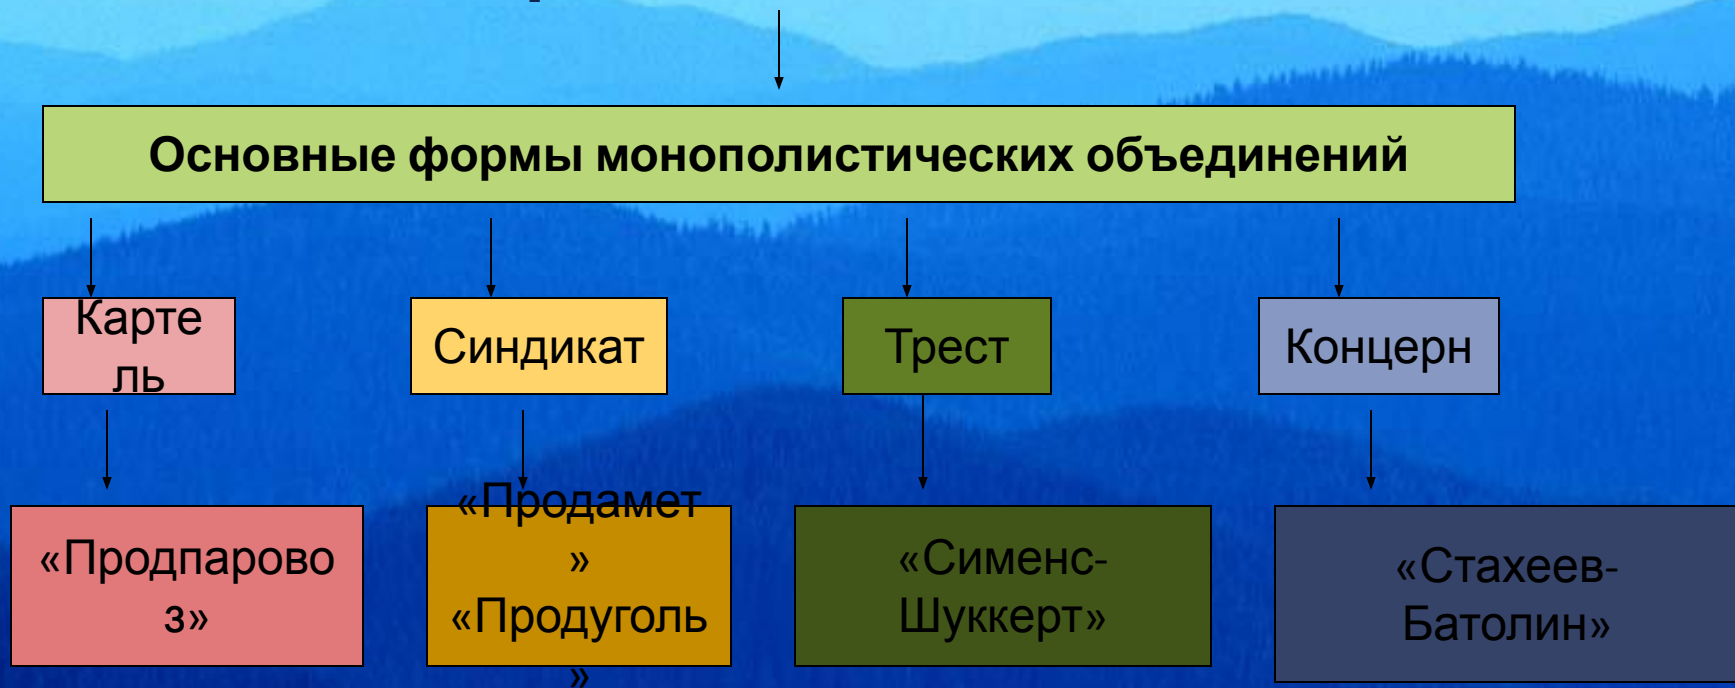 Основные формы монополистических объединений
Карте
ль
Синдикат
Трест
Концерн
«Продпарово
з»
«Продамет
»
«Продуголь
»
«Сименс-
Шуккерт»
«Стахеев-
Батолин»